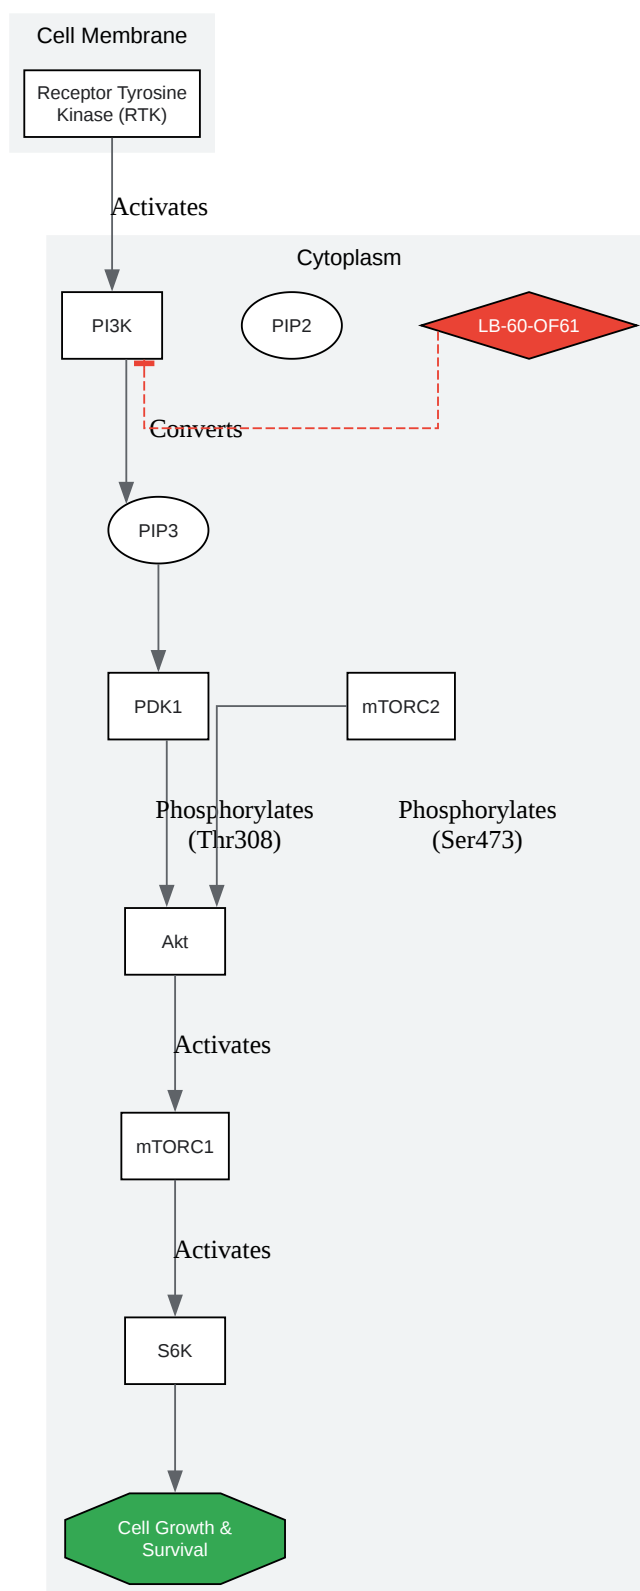 Cell Membrane
Receptor Tyrosine
Kinase (RTK)
Activates
Cytoplasm
PI3K
PIP2
LB-60-OF61
Converts
PIP3
PDK1
mTORC2
Phosphorylates
(Thr308)
Phosphorylates
(Ser473)
Akt
Activates
mTORC1
Activates
S6K
Cell Growth &
Survival